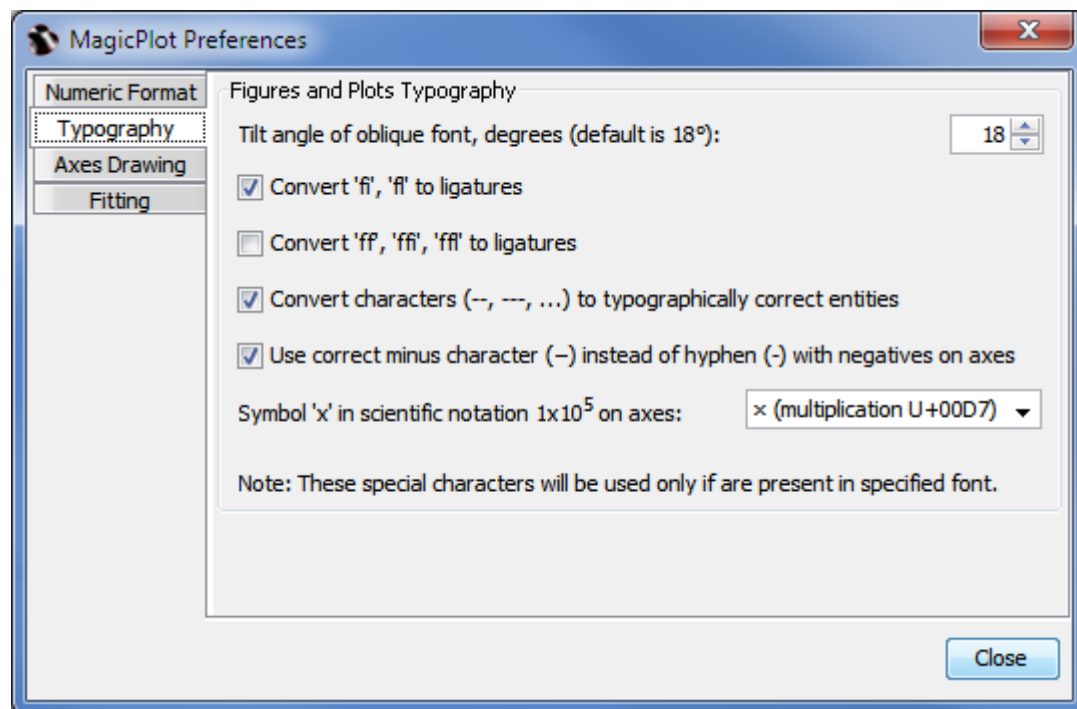 MagicPlot Preferences
Numeric Format
Typography
Axes Drawing
Fitting
Figures and Plots Typography
Tilt angle of oblique font, degrees (default is 18°):
18
Convert 'fi', 'fl' to ligatures
Convert 'ff', 'ffi', 'ffl' to ligatures
Convert characters (--, ---, ...) to typographically correct entities
Use correct minus character (−) instead of hyphen (-) with negatives on axes
Symbol 'x' in scientific notation 1x10⁵ on axes:
× (multiplication U+00D7)
Note: These special characters will be used only if are present in specified font.
Close